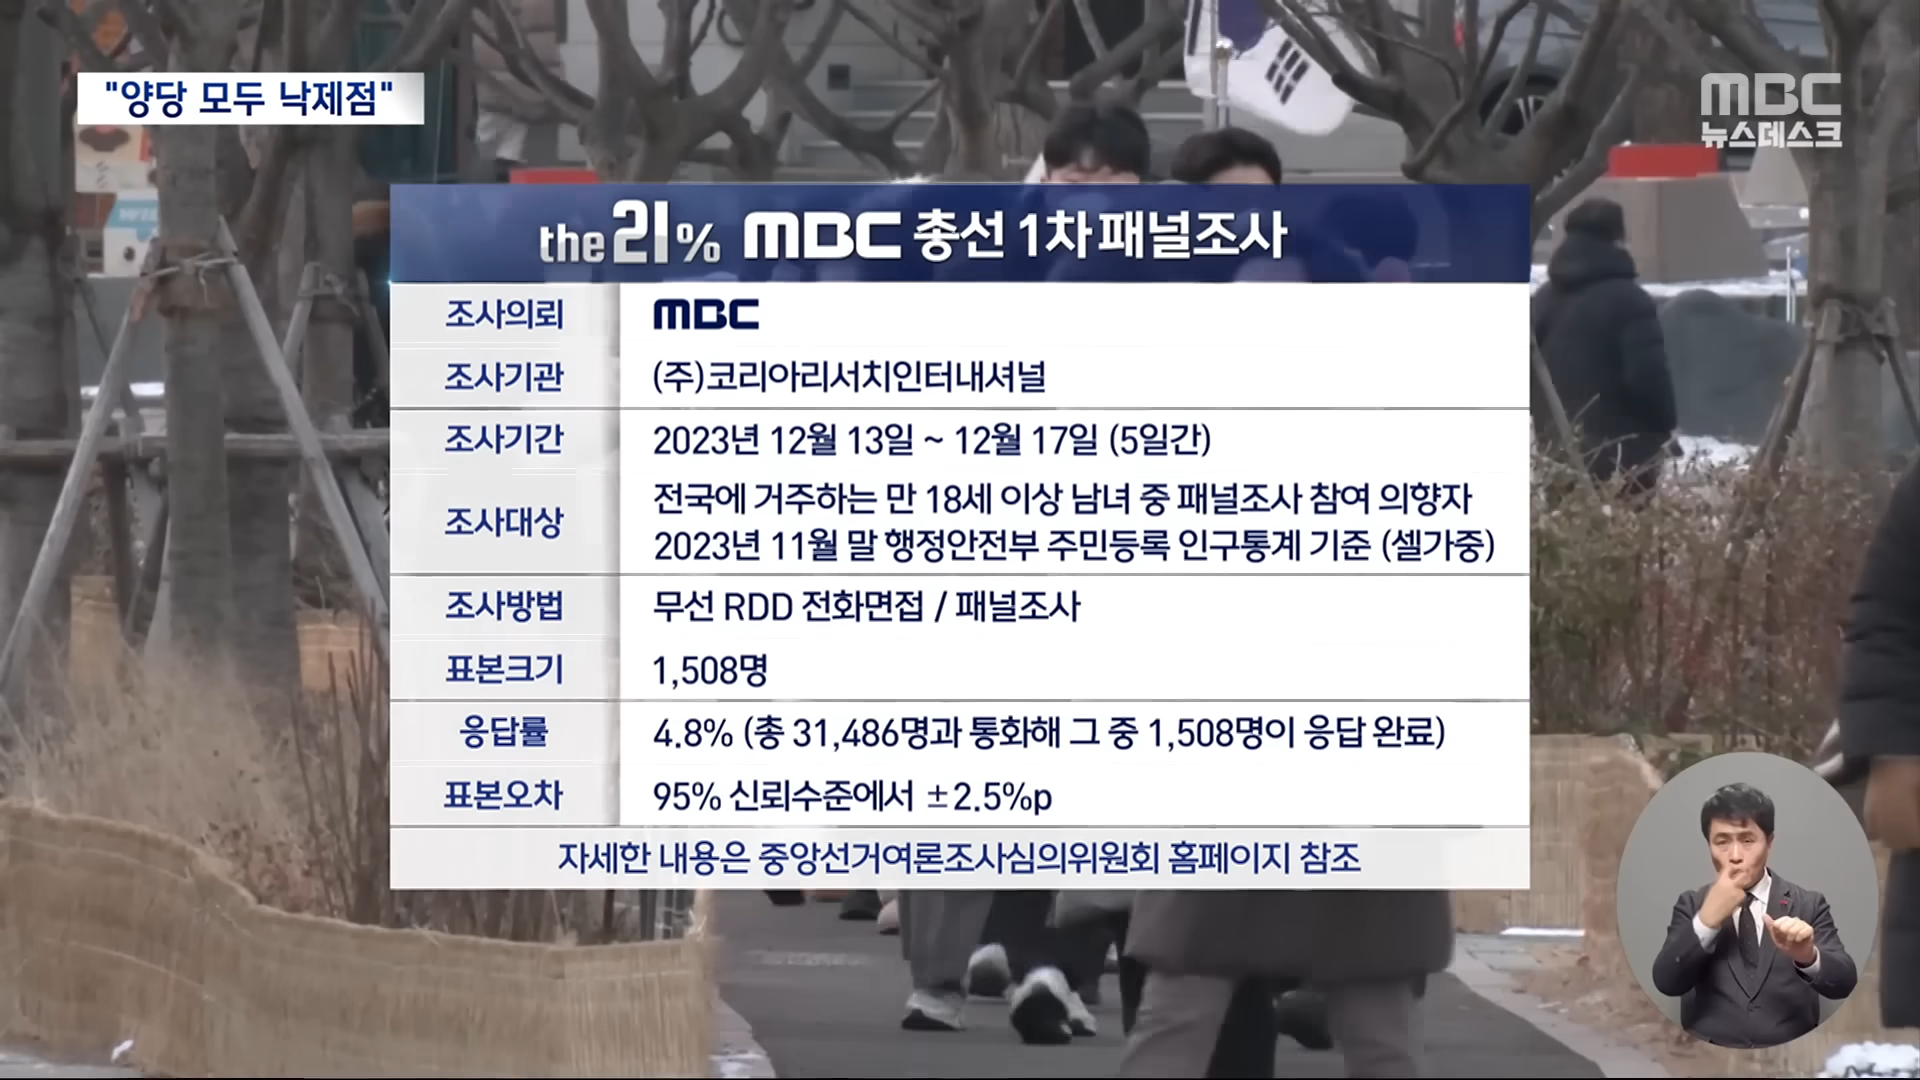 "양당 모두 낙제점"
MBC
뉴스데스크
the 21% MBC 총선 1차 패널조사
조사의뢰 MBC
조사기관 (주)코리아리서치인터내셔널
조사기간 2023년 12월 13일 ~ 12월 17일 (5일간)
조사대상 전국에 거주하는 만 18세 이상 남녀 중 패널조사 참여 의향자
2023년 11월 말 행정안전부 주민등록 인구통계 기준 (셀가중)
조사방법 무선 RDD 전화면접 / 패널조사
표본크기 1,508명
응답률 4.8% (총 31,486명과 통화해 그 중 1,508명이 응답 완료)
표본오차 95% 신뢰수준에서 ±2.5%p
자세한 내용은 중앙선거여론조사심의위원회 홈페이지 참조